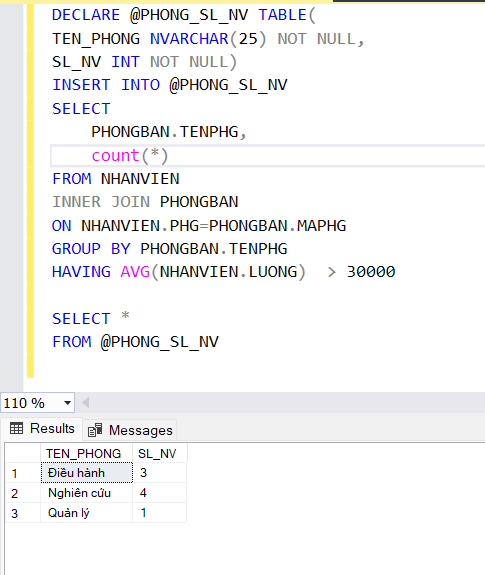 DECLARE @PHONG_SL_NV TABLE(
TEN_PHONG NVARCHAR(25) NOT NULL,
SL_NV INT NOT NULL)
INSERT INTO @PHONG_SL_NV
SELECT
PHONGBAN.TENPHG,
count(*)
FROM NHANVIEN
INNER JOIN PHONGBAN
ON NHANVIEN.PHG=PHONGBAN.MAPHG
GROUP BY PHONGBAN.TENPHG
HAVING AVG(NHANVIEN.LUONG) > 30000
SELECT *
FROM @PHONG_SL_NV
110 %
Results Messages
TEN_PHONG SL_NV
1 Điều hành 3
2 Nghiên cứu 4
3 Quản lý 1